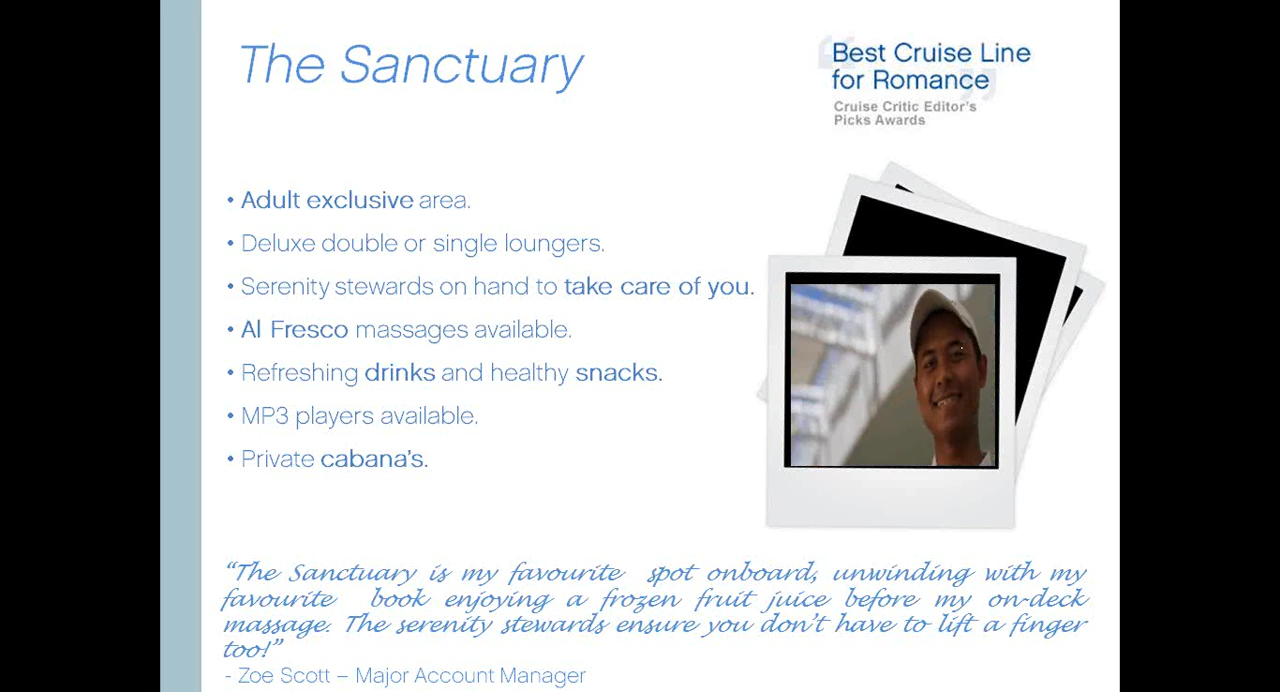 The Sanctuary
Best Cruise Line
for Romance
Cruise Critic Editor's
Picks Awards
• Adult exclusive area.
• Deluxe double or single loungers.
• Serenity stewards on hand to take care of you.
• Al Fresco massages available.
• Refreshing drinks and healthy snacks.
• MP3 players available.
• Private cabana's.
“The Sanctuary is my favourite spot onboard, unwinding with my
favourite book enjoying a frozen fruit juice before my on-deck
massage. The serenity stewards ensure you don't have to lift a finger
too!”
- Zoe Scott – Major Account Manager